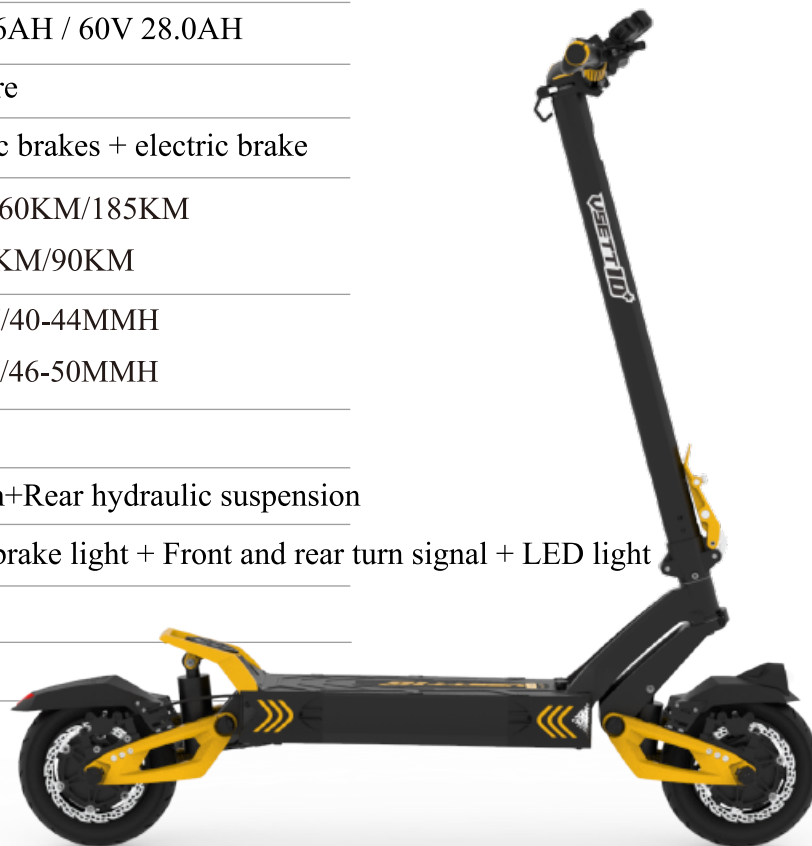 6AH / 60V 28.0AH
re
c brakes + electric brake
60KM/185KM
KM/90KM
/40-44MMH
/46-50MMH
n+Rear hydraulic suspension
brake light + Front and rear turn signal + LED light
VSETT10+